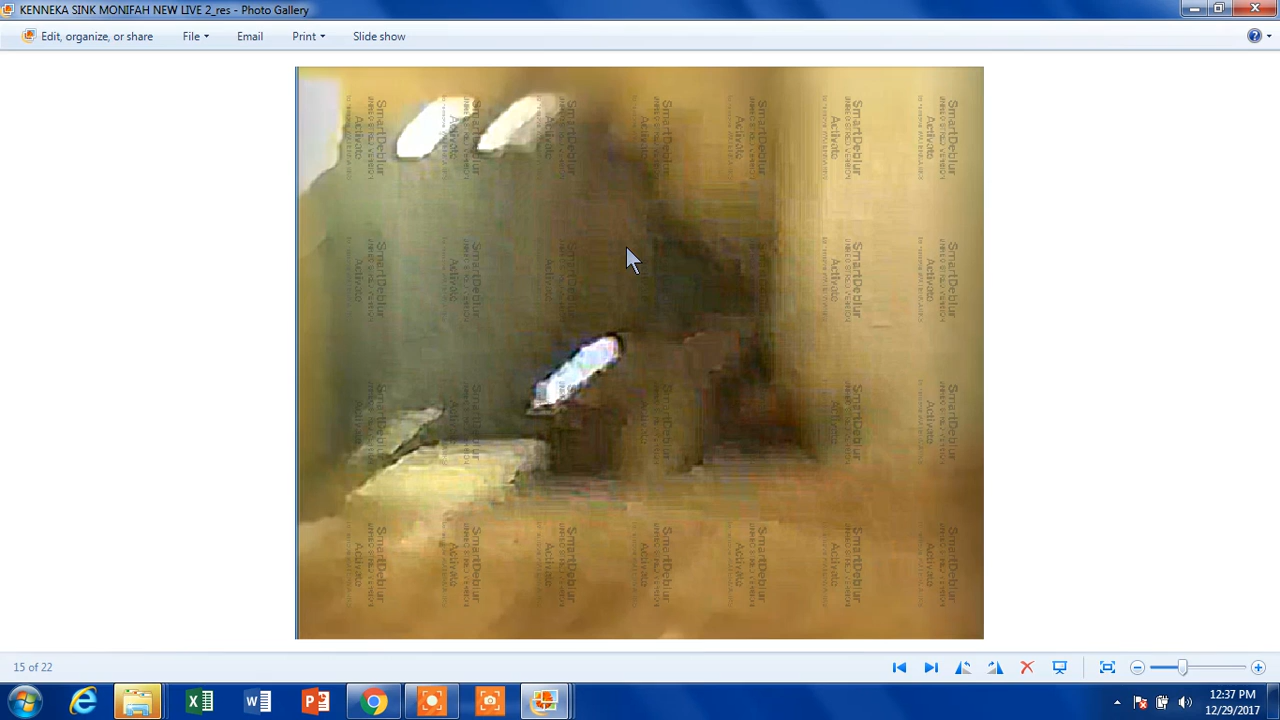 KENNEKA SINK MONIFAH NEW LIVE 2_res - Photo Gallery
Edit, organize, or share File Email Print Slide show
SmartDeblur
Activate
15 of 22
12:37 PM
12/29/2017